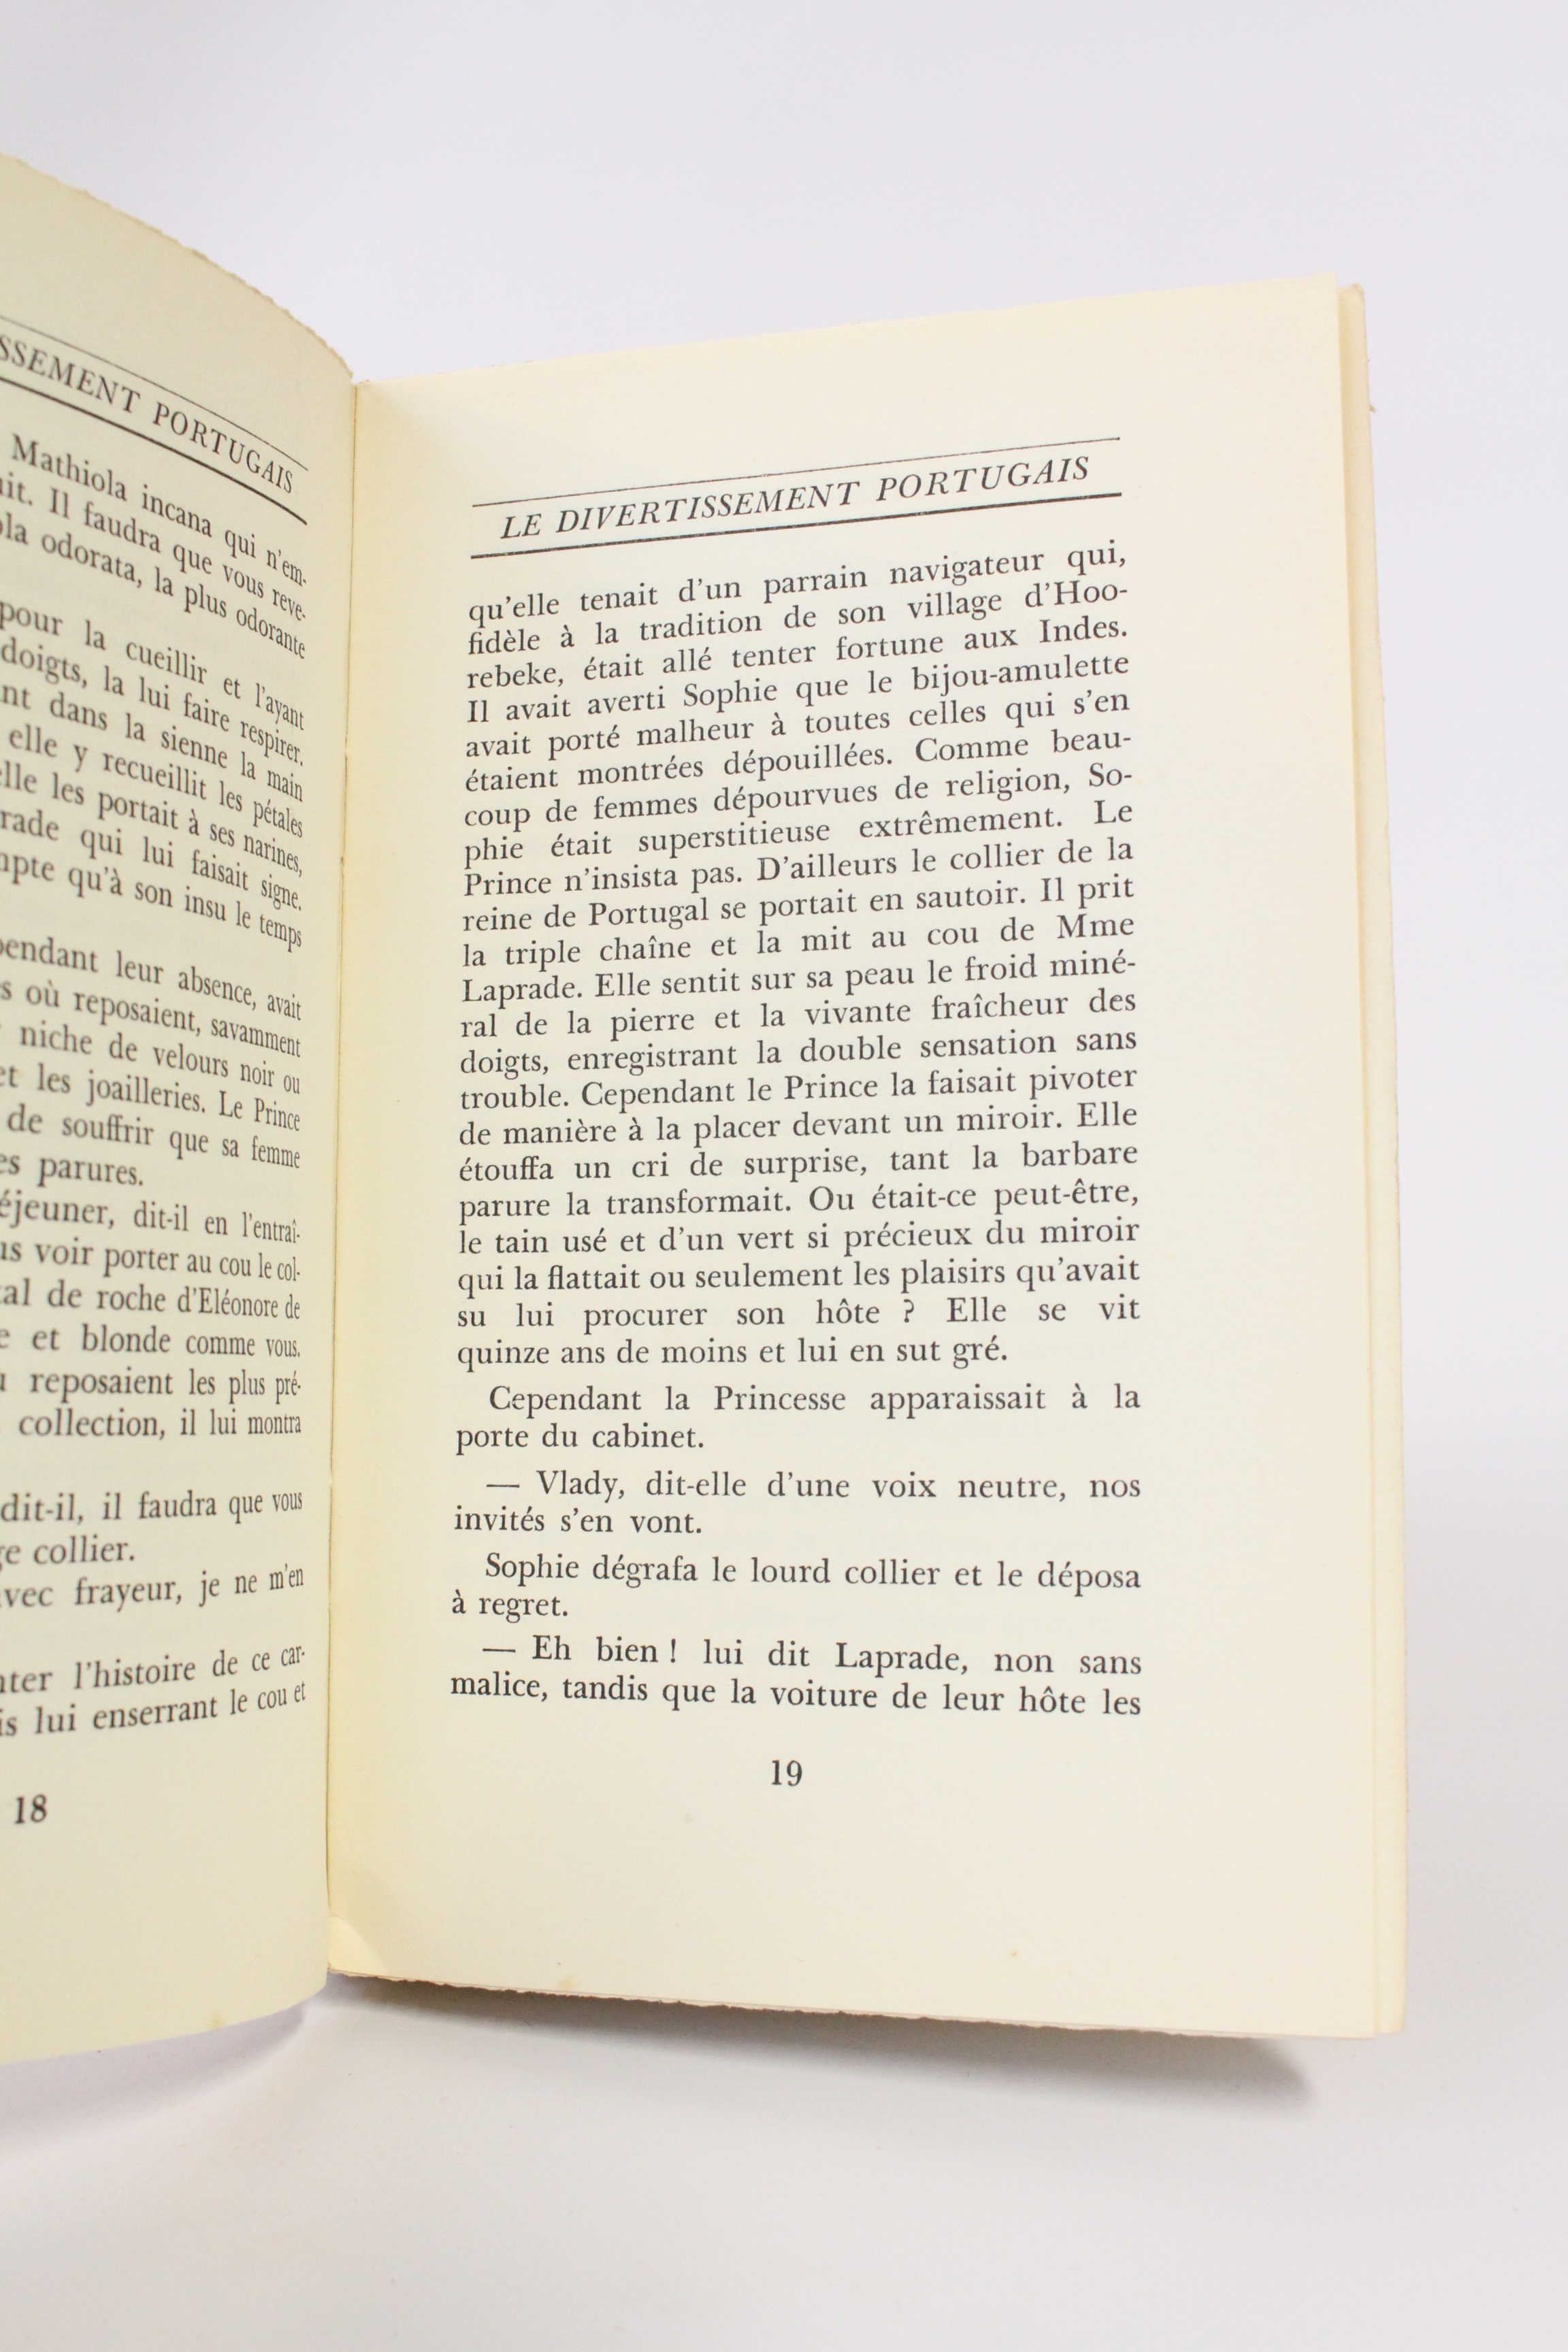 SSEMENT PORTUGAIS
Mathiola incana qui n'em-
it. Il faudra que vous reve-
odorata, la plus odorante
pour la cueillir et l'ayant
doigts, la lui faire respirer.
dans la sienne la main
elle y recueillit les pétales
les portait à ses narines,
qui lui faisait signe.
qu'à son insu le temps
pendant leur absence, avait
où reposaient, savamment
niche de velours noir ou
et les joailleries. Le Prince
de souffrir que sa femme
es parures.
éjeuner, dit-il en l'entraî-
voir porter au cou le col-
de roche d'Eléonore de
et blonde comme vous.
reposaient les plus pré-
collection, il lui montra
dit-il, il faudra que vous
collier.
avec frayeur, je ne m'en
l'histoire de ce car-
lui enserrant le cou et
18
LE DIVERTISSEMENT PORTUGAIS
qu'elle tenait d'un parrain navigateur qui,
fidèle à la tradition de son village d'Hoo-
rebeke, était allé tenter fortune aux Indes.
Il avait averti Sophie que le bijou-amulette
avait porté malheur à toutes celles qui s'en
étaient montrées dépouillées. Comme beau-
coup de femmes dépourvues de religion, So-
phie était superstitieuse extrêmement. Le
Prince n'insista pas. D'ailleurs le collier de la
reine de Portugal se portait en sautoir. Il prit
la triple chaîne et la mit au cou de Mme
Laprade. Elle sentit sur sa peau le froid miné-
ral de la pierre et la vivante fraîcheur des
doigts, enregistrant la double sensation sans
trouble. Cependant le Prince la faisait pivoter
de manière à la placer devant un miroir. Elle
étouffa un cri de surprise, tant la barbare
parure la transformait. Ou était-ce peut-être,
le tain usé et d'un vert si précieux du miroir
qui la flattait ou seulement les plaisirs qu'avait
su lui procurer son hôte ? Elle se vit
quinze ans de moins et lui en sut gré.
Cependant la Princesse apparaissait à la
porte du cabinet.
— Vlady, dit-elle d'une voix neutre, nos
invités s'en vont.
Sophie dégrafa le lourd collier et le déposa
à regret.
— Eh bien ! lui dit Laprade, non sans
malice, tandis que la voiture de leur hôte les
19